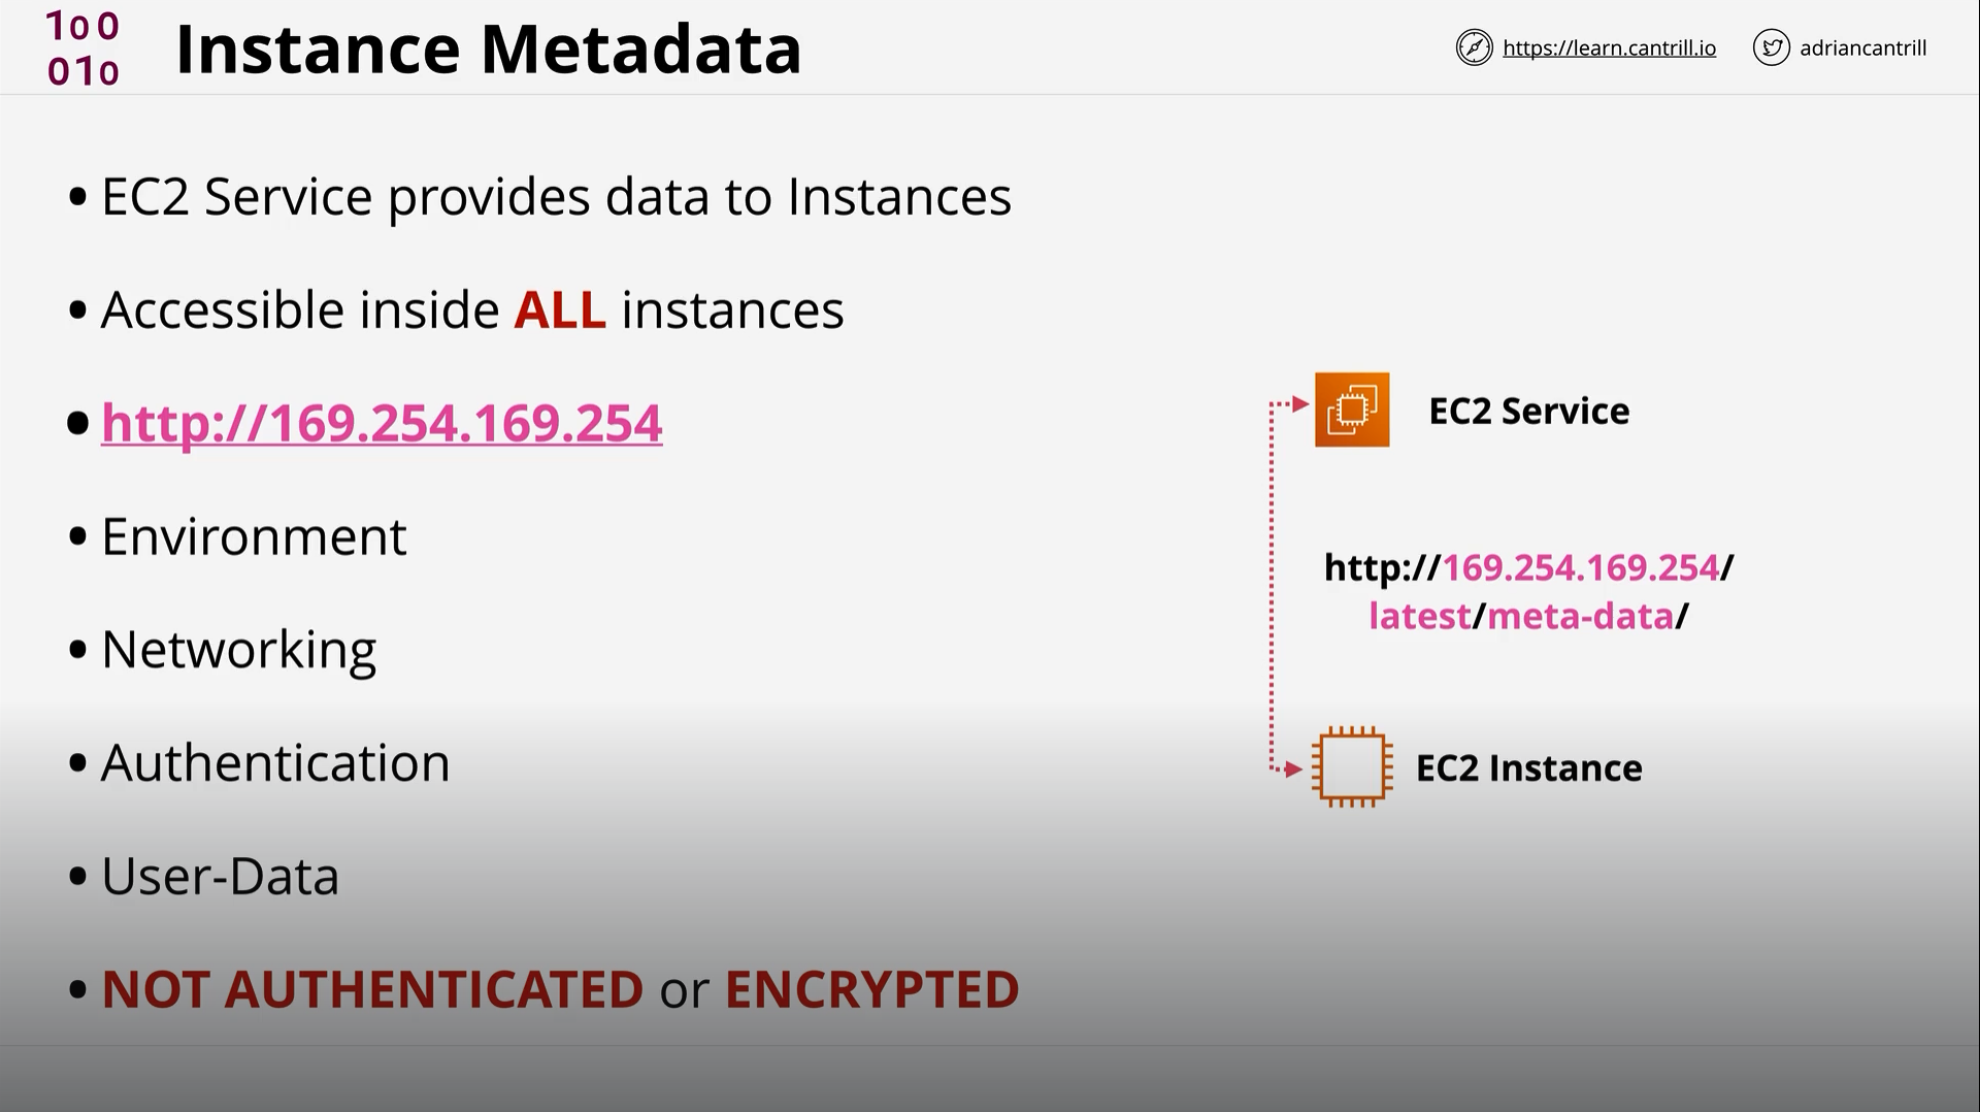 100
010
Instance Metadata
https://learn.cantrill.io
adriancantrill
• EC2 Service provides data to Instances
• Accessible inside ALL instances
• http://169.254.169.254
• Environment
• Networking
• Authentication
• User-Data
• NOT AUTHENTICATED or ENCRYPTED
EC2 Service
http://169.254.169.254/
latest/meta-data/
EC2 Instance